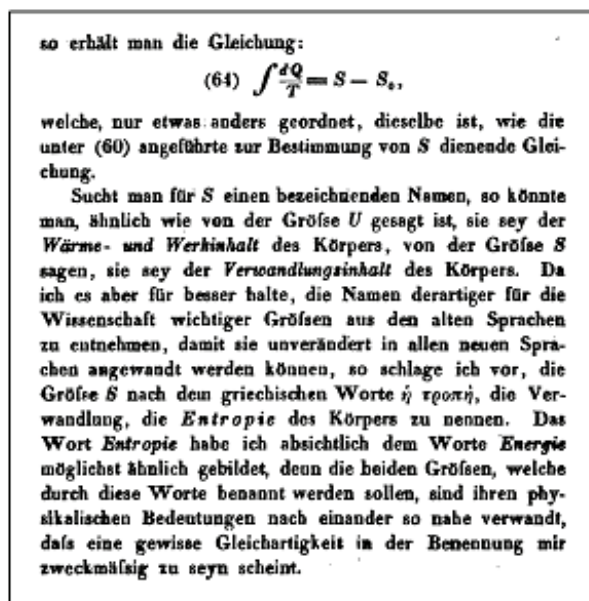 so erhält man die Gleichung:
(64) ∫ dQ/T = S − S₀,
welche, nur etwas anders geordnet, dieselbe ist, wie die
unter (60) angeführte zur Bestimmung von S dienende Glei-
chung.
Sucht man für S einen bezeichnenden Namen, so könnte
man, ähnlich wie von der Gröſse U gesagt ist, sie sey der
Wärme- und Werkinhalt des Körpers, von der Gröſse S
sagen, sie sey der Verwandlungsinhalt des Körpers. Da
ich es aber für besser halte, die Namen derartiger für die
Wissenschaft wichtiger Gröſsen aus den alten Sprachen
zu entnehmen, damit sie unverändert in allen neuen Spra-
chen angewandt werden können, so schlage ich vor, die
Gröſse S nach dem griechischen Worte ἡ τροπή, die Ver-
wandlung, die Entropie des Körpers zu nennen. Das
Wort Entropie habe ich absichtlich dem Worte Energie
möglichst ähnlich gebildet, denn die beiden Gröſsen, welche
durch diese Worte benannt werden sollen, sind ihren phy-
sikalischen Bedeutungen nach einander so nahe verwandt,
daſs eine gewisse Gleichartigkeit in der Benennung mir
zweckmäſsig zu seyn scheint.